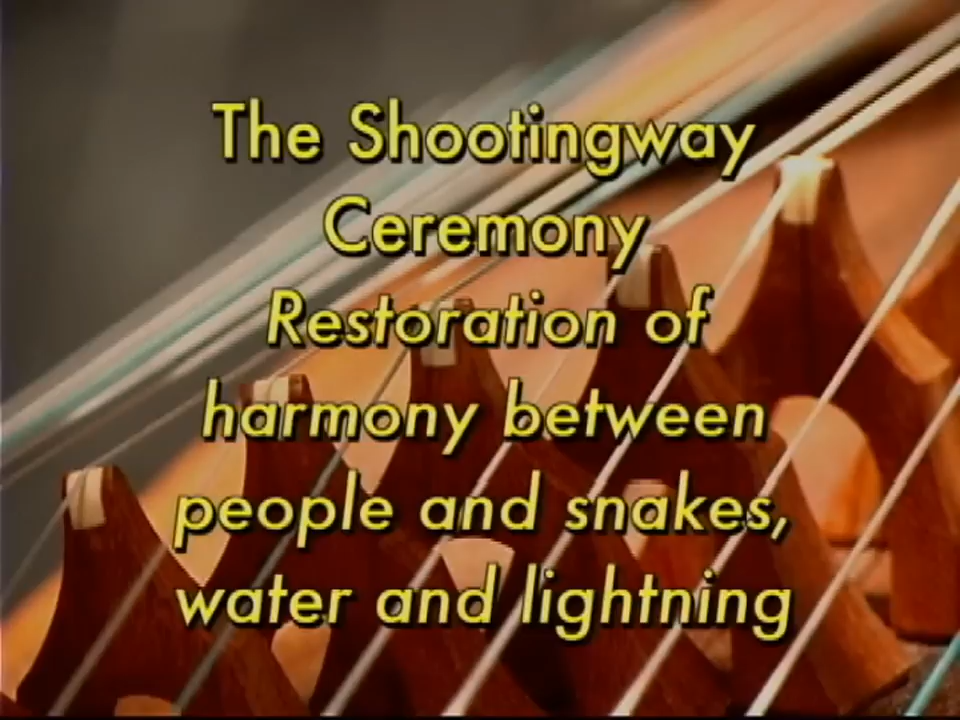 The Shootingway
Ceremony
Restoration of
harmony between
people and snakes,
water and lightning